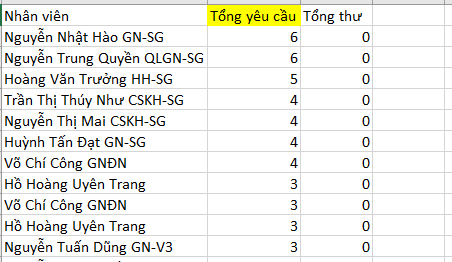 Nhân viên Tổng yêu cầu Tổng thư
Nguyễn Nhật Hào GN-SG 6 0
Nguyễn Trung Quyền QLGN-SG 6 0
Hoàng Văn Trưởng HH-SG 5 0
Trần Thị Thúy Như CSKH-SG 4 0
Nguyễn Thị Mai CSKH-SG 4 0
Huỳnh Tấn Đạt GN-SG 4 0
Võ Chí Công GNĐN 4 0
Hồ Hoàng Uyên Trang 3 0
Võ Chí Công GNĐN 3 0
Hồ Hoàng Uyên Trang 3 0
Nguyễn Tuấn Dũng GN-V3 3 0